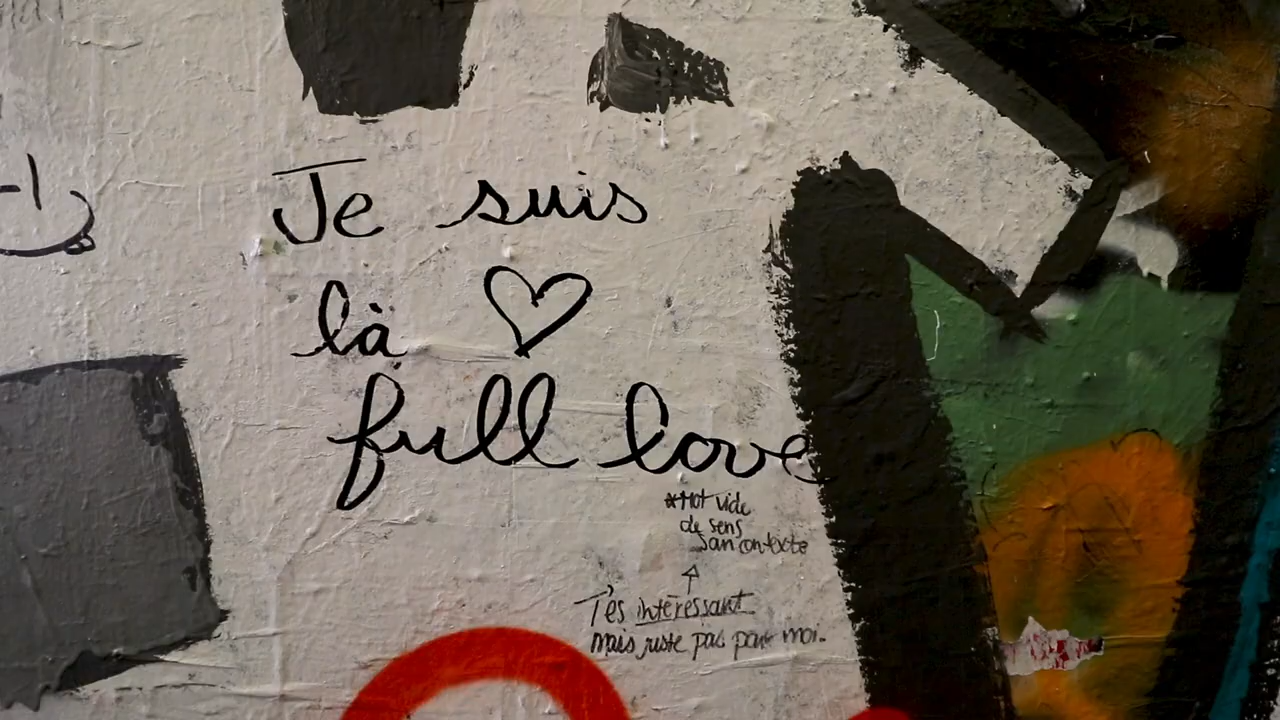 Je suis
là
full love
*Mot vide
de sens
San contexte
T'es intéressant
mais juste pas pour moi.